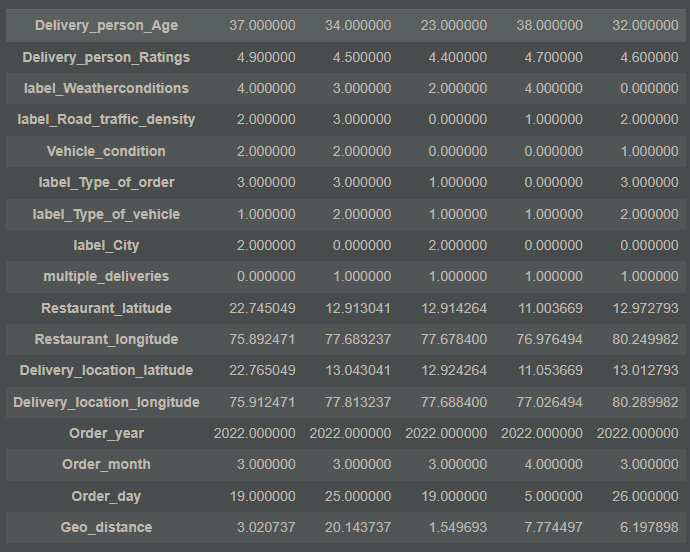 Delivery_person_Age 37.000000 34.000000 23.000000 38.000000 32.000000
Delivery_person_Ratings 4.900000 4.500000 4.400000 4.700000 4.600000
label_Weatherconditions 4.000000 3.000000 2.000000 4.000000 0.000000
label_Road_traffic_density 2.000000 3.000000 0.000000 1.000000 2.000000
Vehicle_condition 2.000000 2.000000 0.000000 0.000000 1.000000
label_Type_of_order 3.000000 3.000000 1.000000 0.000000 3.000000
label_Type_of_vehicle 1.000000 2.000000 1.000000 1.000000 2.000000
label_City 2.000000 0.000000 2.000000 0.000000 0.000000
multiple_deliveries 0.000000 1.000000 1.000000 1.000000 1.000000
Restaurant_latitude 22.745049 12.913041 12.914264 11.003669 12.972793
Restaurant_longitude 75.892471 77.683237 77.678400 76.976494 80.249982
Delivery_location_latitude 22.765049 13.043041 12.924264 11.053669 13.012793
Delivery_location_longitude 75.912471 77.813237 77.688400 77.026494 80.289982
Order_year 2022.000000 2022.000000 2022.000000 2022.000000 2022.000000
Order_month 3.000000 3.000000 3.000000 4.000000 3.000000
Order_day 19.000000 25.000000 19.000000 5.000000 26.000000
Geo_distance 3.020737 20.143737 1.549693 7.774497 6.197898